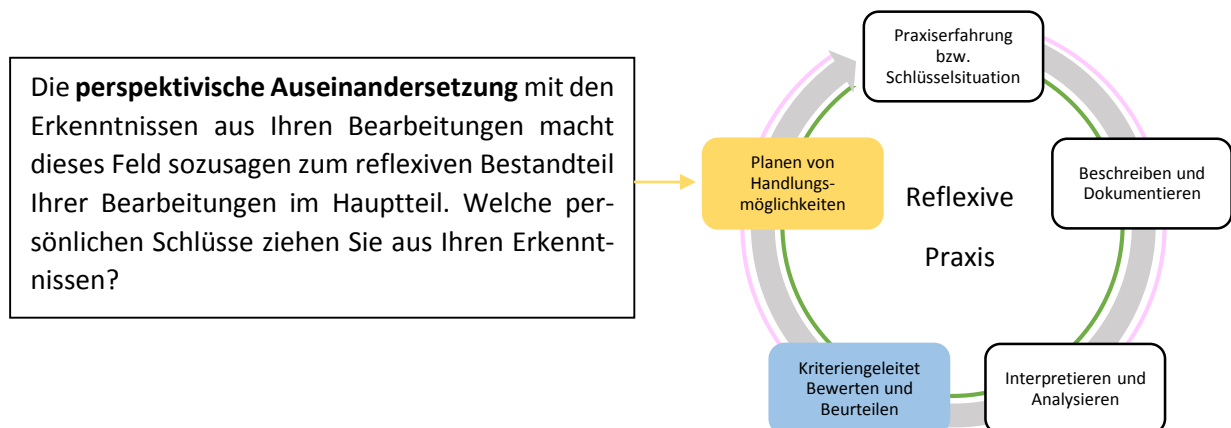 Die perspektivische Auseinandersetzung mit den
Erkenntnissen aus Ihren Bearbeitungen macht
dieses Feld sozusagen zum reflexiven Bestandteil
Ihrer Bearbeitungen im Hauptteil. Welche per-
sönlichen Schlüsse ziehen Sie aus Ihren Erkennt-
nissen?
Praxiserfahrung
bzw.
Schlüsselsituation
Planen von
Handlungs-
möglichkeiten
Reflexive
Praxis
Beschreiben und
Dokumentieren
Kriteriengeleitet
Bewerten und
Beurteilen
Interpretieren und
Analysieren